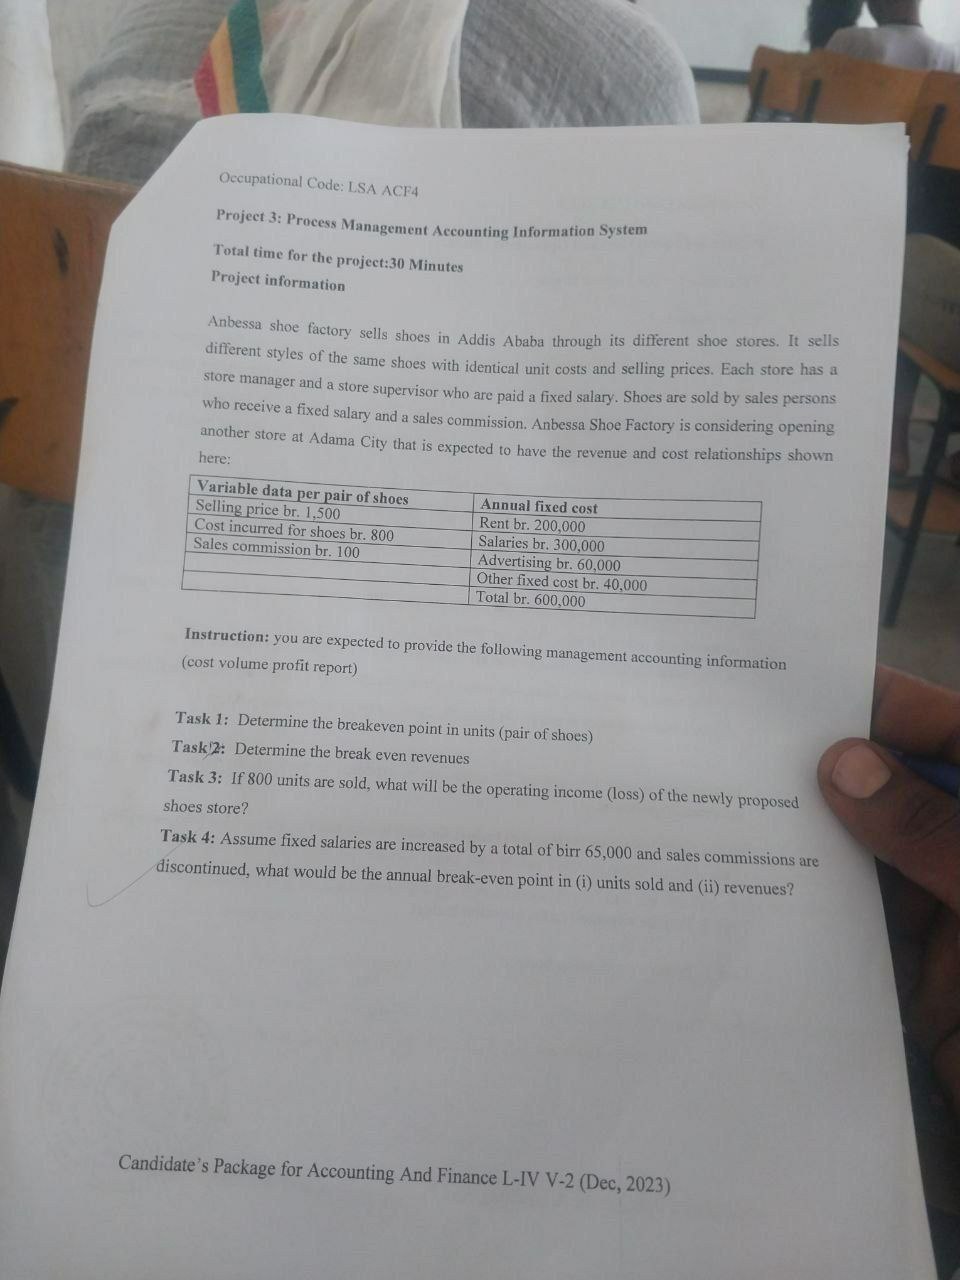 Occupational Code: LSA ACF4
Project 3: Process Management Accounting Information System
Total time for the project:30 Minutes
Project information
Anbessa shoe factory sells shoes in Addis Ababa through its different shoe stores. It sells
different styles of the same shoes with identical unit costs and selling prices. Each store has a
store manager and a store supervisor who are paid a fixed salary. Shoes are sold by sales persons
who receive a fixed salary and a sales commission. Anbessa Shoe Factory is considering opening
another store at Adama City that is expected to have the revenue and cost relationships shown
here:
Variable data per pair of shoes Annual fixed cost
Selling price br. 1,500 Rent br. 200,000
Cost incurred for shoes br. 800 Salaries br. 300,000
Sales commission br. 100 Advertising br. 60,000
Other fixed cost br. 40,000
Total br. 600,000
Instruction: you are expected to provide the following management accounting information
(cost volume profit report)
Task 1: Determine the breakeven point in units (pair of shoes)
Task 2: Determine the break even revenues
Task 3: If 800 units are sold, what will be the operating income (loss) of the newly proposed
shoes store?
Task 4: Assume fixed salaries are increased by a total of birr 65,000 and sales commissions are
discontinued, what would be the annual break-even point in (i) units sold and (ii) revenues?
Candidate's Package for Accounting And Finance L-IV V-2 (Dec, 2023)